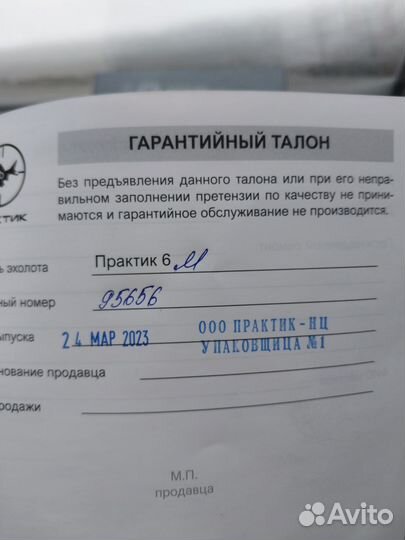 ГАРАНТИЙНЫЙ ТАЛОН
Без предъявления данного талона или при его непра-
вильном заполнении претензии по качеству не прини-
маются и гарантийное обслуживание не производится.
ТИК
ь эхолота Практик 6 М
ный номер 95656
ыпуска 24 МАР 2023 ООО ПРАКТИК-НЦ
УПАКОВЩИЦА №1
нование продавца
родажи
М.П.
продавца
Avito